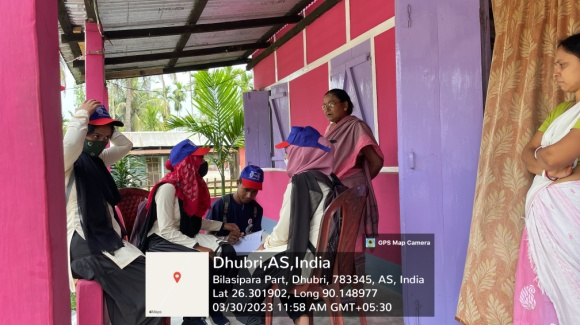 GPS Map Camera
Dhubri,AS,India
Bilasipara Part, Dhubri, 783345, AS, India
Lat 26.301902, Long 90.148977
03/30/2023 11:58 AM GMT+05:30